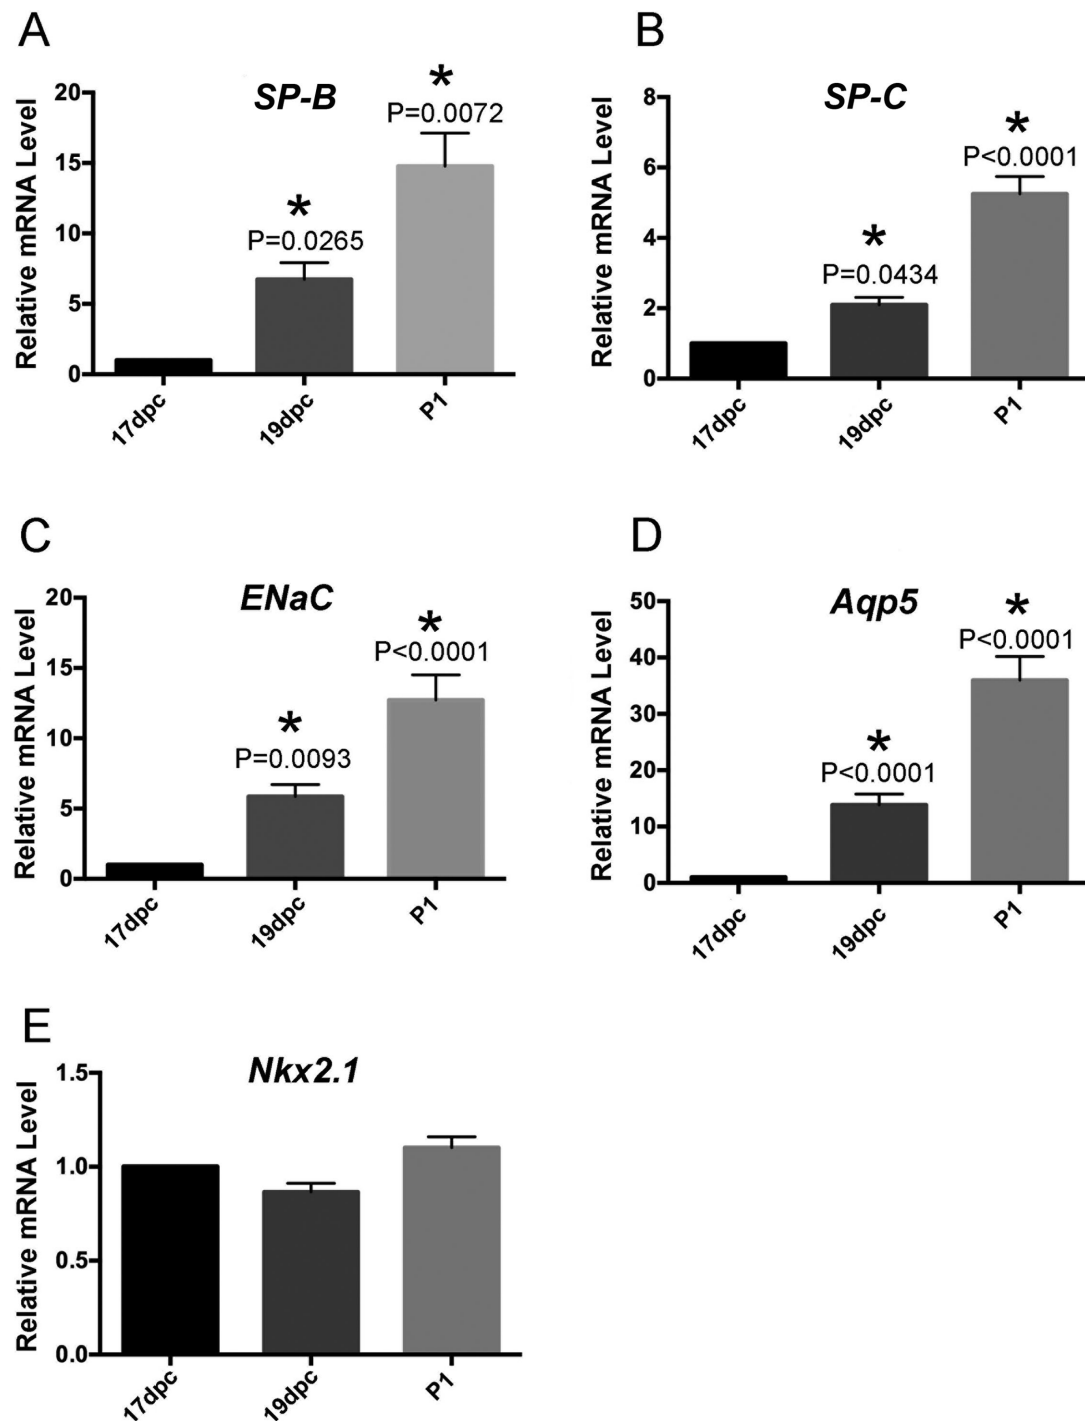 A
SP-B
Relative mRNA Level
20
15
10
5
0
*
P=0.0265
*
P=0.0072
17dpc
19dpc
P1
B
SP-C
Relative mRNA Level
8
6
4
2
0
*
P=0.0434
*
P<0.0001
17dpc
19dpc
P1
C
ENaC
Relative mRNA Level
20
15
10
5
0
*
P=0.0093
*
P<0.0001
17dpc
19dpc
P1
D
Aqp5
Relative mRNA Level
50
40
30
20
10
0
*
P<0.0001
*
P<0.0001
17dpc
19dpc
P1
E
Nkx2.1
Relative mRNA Level
1.5
1.0
0.5
0.0
17dpc
19dpc
P1